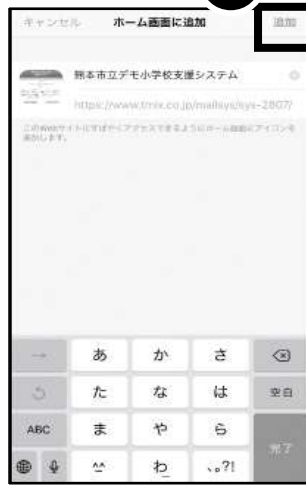 キャンセル ホーム画面に追加 追加
熊本市立デモ小学校支援システム
https://www.tmix.co.jp/mailsys/sys-2807/
このWebサイトにすばやくアクセスできるようにホーム画面にアイコンを
追加します。
→ あ か さ
た な は 空白
ABC ま や ら
完了
^^ わ 、。?!